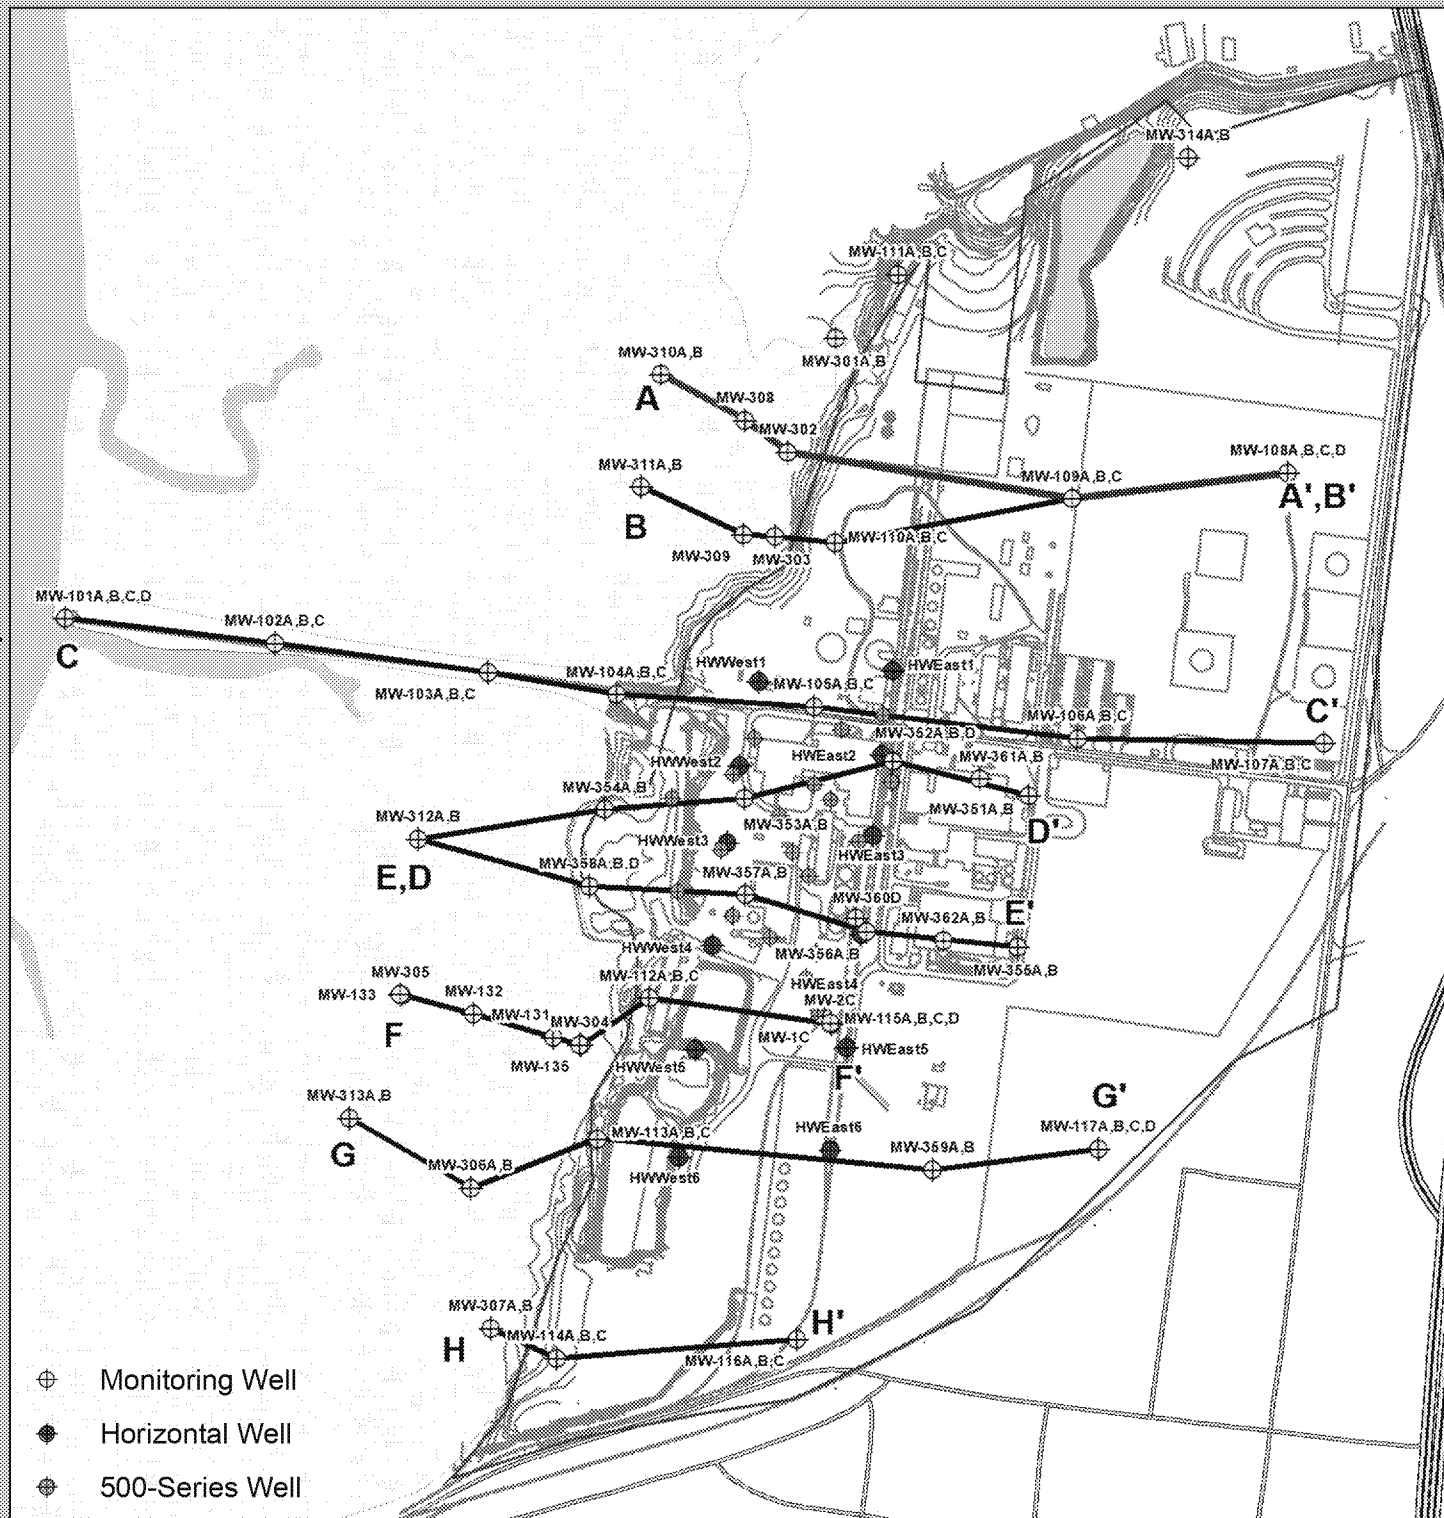 MW-314A,B
MW-111A,B,C
MW-301A,B
MW-310A,B
A
MW-308
MW-302
MW-311A,B
B
MW-309
MW-303
MW-110A,B,C
MW-109A,B,C
MW-108A,B,C,D
A',B'
MW-101A,B,C,D
C
MW-102A,B,C
MW-103A,B,C
MW-104A,B,C
HWWest1
MW-105A,B,C
HWEast1
MW-106A,B,C
C'
MW-107A,B,C
MW-352A,B,D
HWEast2
HWWest2
MW-361A,B
MW-351A,B
D'
MW-354A,B
MW-353A,B
MW-312A,B
E,D
HWWest3
HWEast3
MW-358A,B,D
MW-357A,B
MW-360D
MW-362A,B
E'
HWWest4
MW-356A,B
MW-355A,B
MW-305
MW-133
MW-132
F
MW-131
MW-304
MW-135
MW-112A,B,C
HWEast4
MW-2C
MW-115A,B,C,D
MW-1C
HWWest5
HWEast5
F'
MW-313A,B
G
MW-306A,B
MW-113A,B,C
HWWest6
HWEast6
MW-359A,B
G'
MW-117A,B,C,D
MW-307A,B
H
MW-114A,B,C
MW-116A,B,C
H'
Monitoring Well
Horizontal Well
500-Series Well